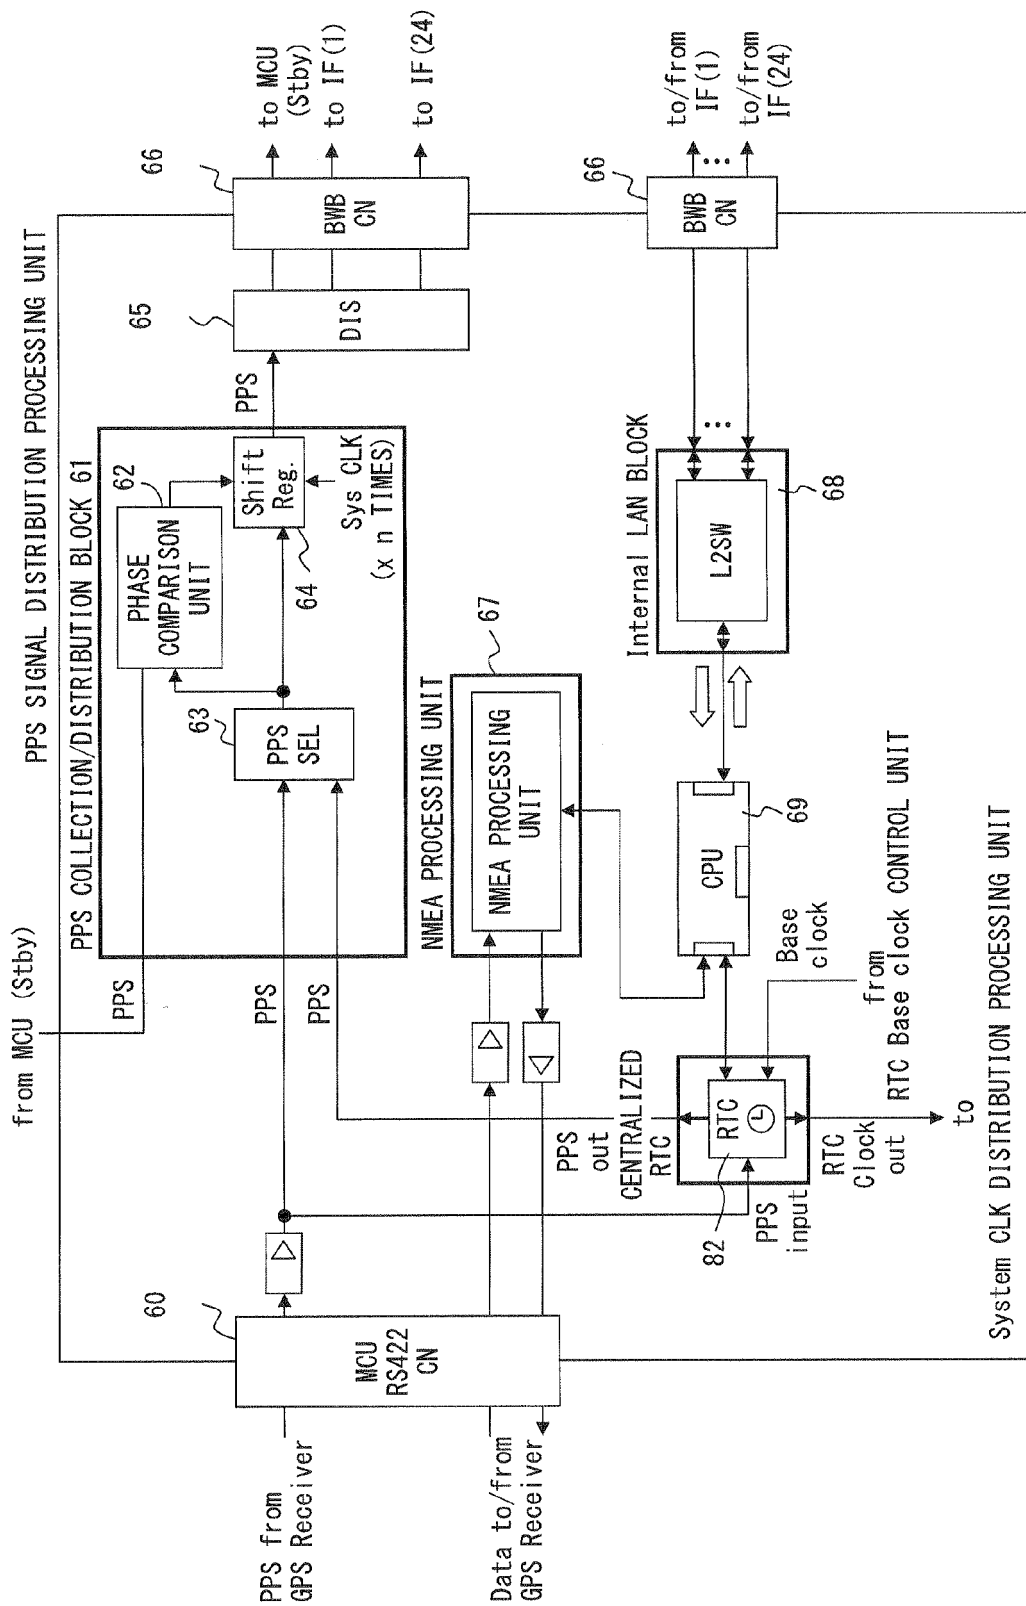 PPS SIGNAL DISTRIBUTION PROCESSING UNIT
from MCU (Stby)
PPS
PPS COLLECTION/DISTRIBUTION BLOCK 61
62
PHASE
COMPARISON
UNIT
63
PPS
SEL
Shift
Reg.
64
Sys CLK
(x n TIMES)
PPS
65
DIS
66
BWB
CN
to MCU
(Stby)
to IF(1)
to IF(24)
60
MCU
RS422
CN
PPS from
GPS Receiver
Data to/from
GPS Receiver
PPS
PPS
NMEA PROCESSING UNIT
67
NMEA PROCESSING
UNIT
Internal LAN BLOCK
68
L2SW
66
BWB
CN
to/from
IF(1)
...
to/from
IF(24)
...
CPU
69
PPS
out
CENTRALIZED
RTC
RTC
82
PPS
input
RTC
Clock
out
Base
clock
from
RTC Base clock CONTROL UNIT
to
System CLK DISTRIBUTION PROCESSING UNIT